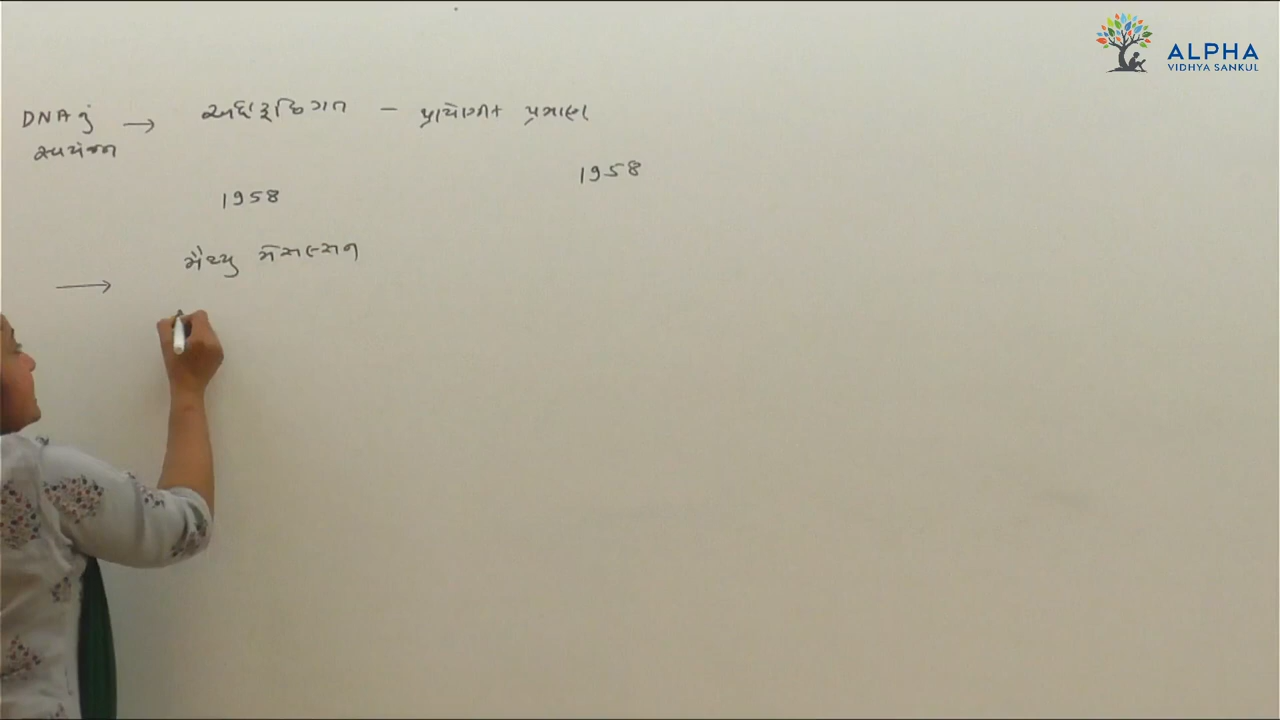 ALPHA
VIDHYA SANKUL
DNA નું → અર્ધરૂઢિગત - પ્રાયોગીક પ્રમાણ
સ્વયંજનન
1958
1958
→ મૈથ્યુ મેસેલ્સન